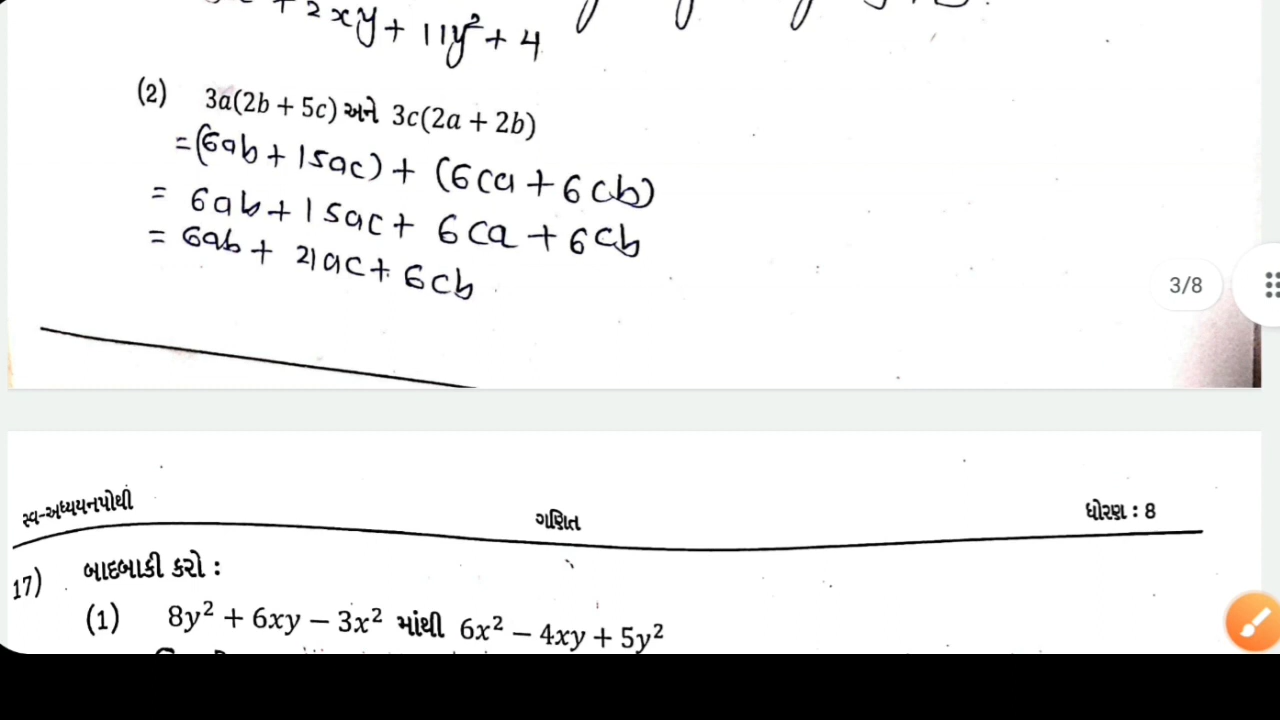 + 2xy + 11y² + 4
(2) 3a(2b + 5c) અને 3c(2a + 2b)
= (6ab + 15ac) + (6ca + 6cb)
= 6ab + 15ac + 6ca + 6cb
= 6ab + 21ac + 6cb
3/8
સ્વ-અધ્યયનપોથી ગણિત ધોરણ : 8
17) બાદબાકી કરો :
(1) 8y² + 6xy – 3x² માંથી 6x² – 4xy + 5y²